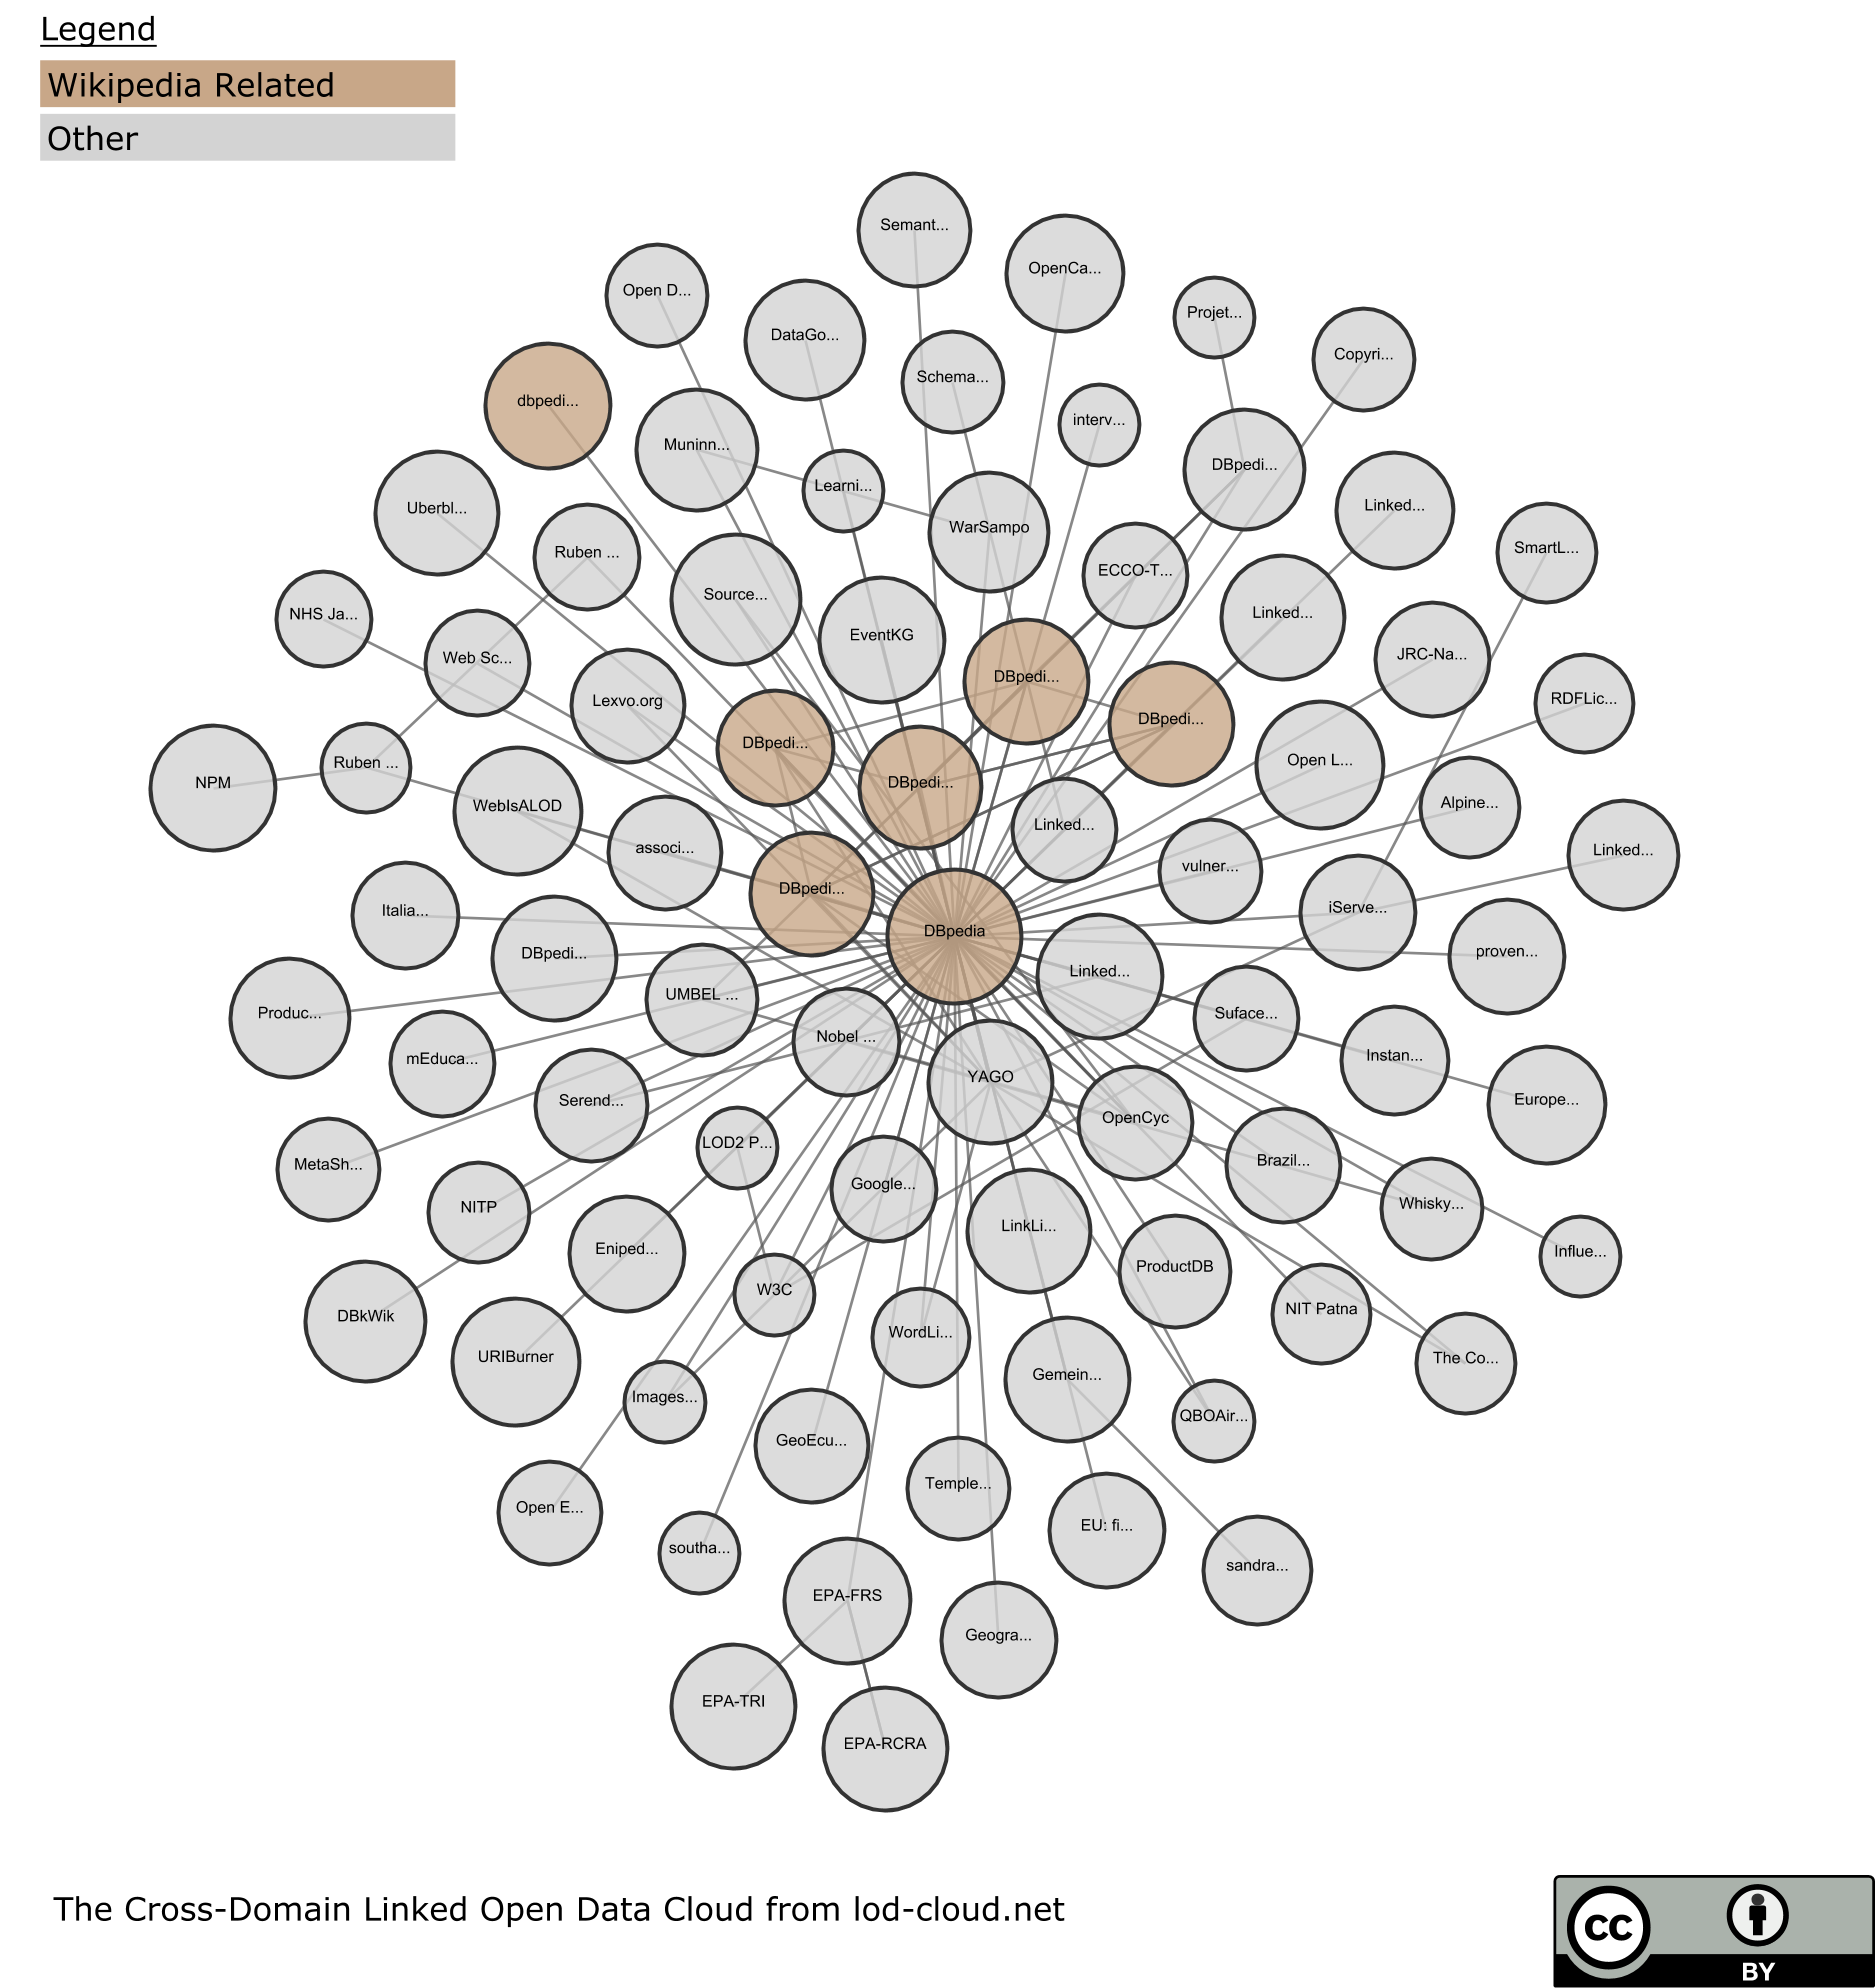 Legend
Wikipedia Related
Other
Semant...
OpenCa...
Open D...
Projet...
DataGo...
Copyri...
Schema...
dbpedi...
interv...
Muninn...
DBpedi...
Learni...
Linked...
Uberbl...
WarSampo
SmartL...
Ruben ...
ECCO-T...
Source...
NHS Ja...
Linked...
EventKG
Web Sc...
JRC-Na...
DBpedi...
Lexvo.org
RDFLic...
DBpedi...
DBpedi...
Open L...
Ruben ...
NPM
DBpedi...
WebIsALOD
Alpine...
Linked...
associ...
Linked...
vulner...
DBpedi...
Italia...
iServe...
DBpedia
DBpedi...
proven...
Linked...
UMBEL ...
Produc...
Suface...
Nobel ...
mEduca...
Instan...
YAGO
Serend...
Europe...
OpenCyc
LOD2 P...
MetaSh...
Brazil...
Google...
NITP
Whisky...
LinkLi...
Eniped...
Influe...
ProductDB
W3C
NIT Patna
DBkWik
WordLi...
URIBurner
The Co...
Gemein...
Images...
QBOAir...
GeoEcu...
Temple...
Open E...
EU: fi...
southa...
sandra...
EPA-FRS
Geogra...
EPA-TRI
EPA-RCRA
The Cross-Domain Linked Open Data Cloud from lod-cloud.net
cc
BY